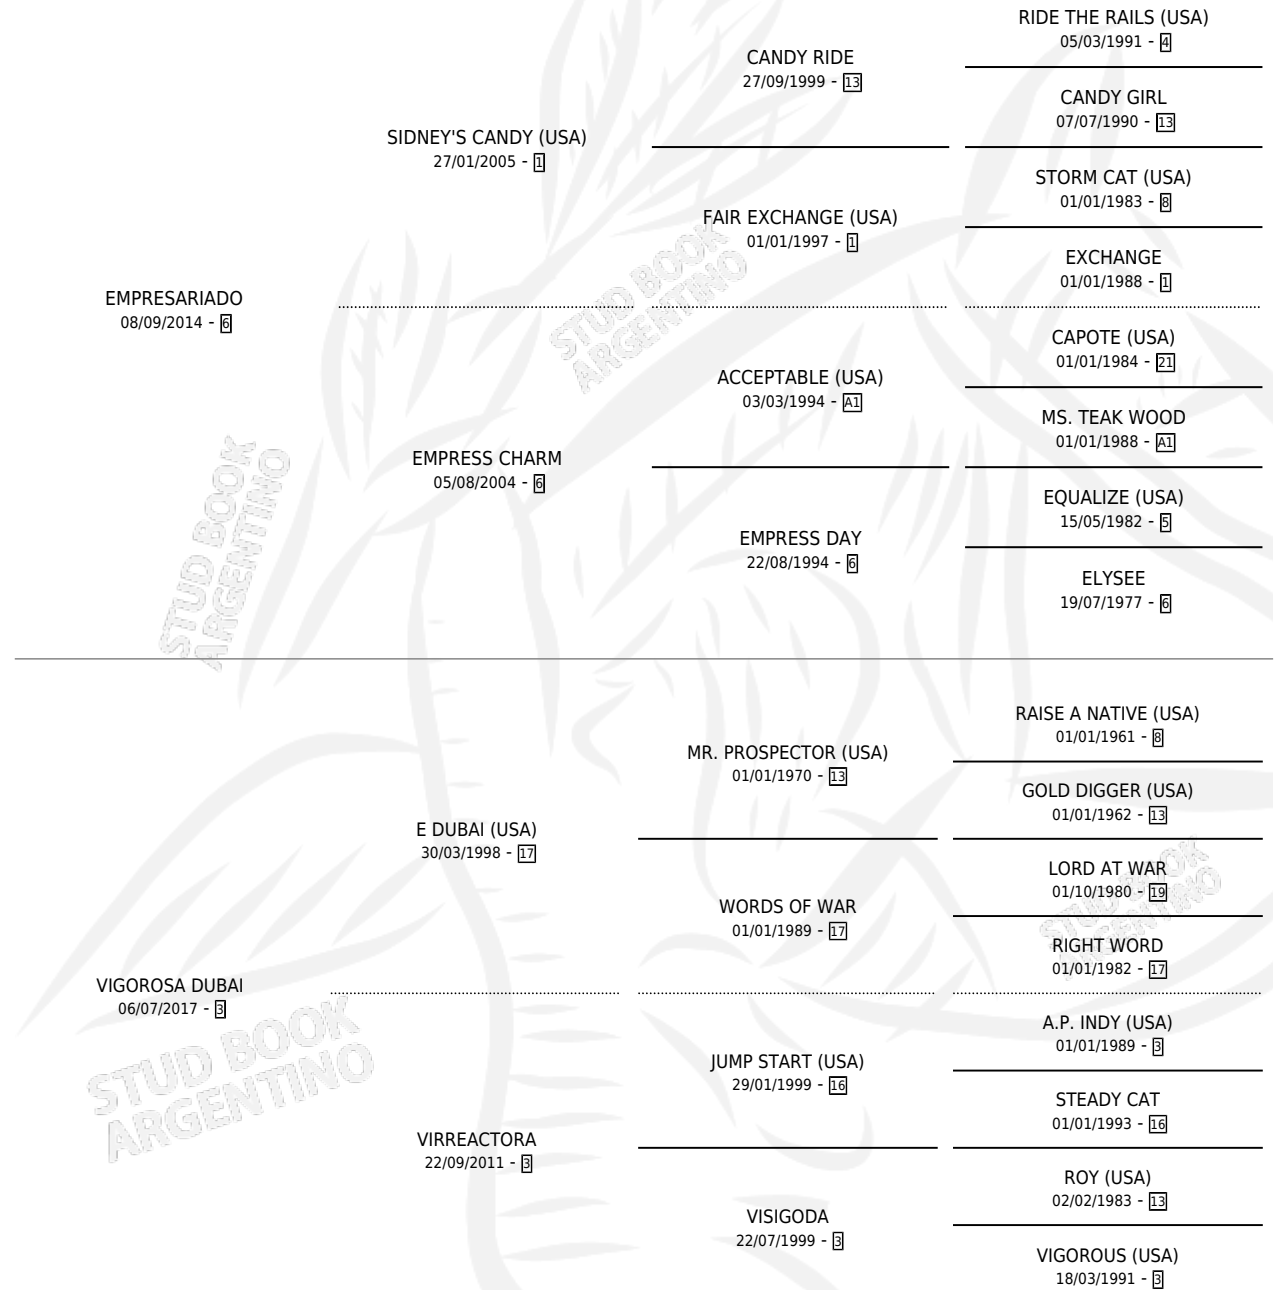 RIDE THE RAILS (USA)
05/03/1991 - 4
CANDY RIDE
27/09/1999 - 13
CANDY GIRL
07/07/1990 - 13
SIDNEY'S CANDY (USA)
27/01/2005 - 1
STORM CAT (USA)
01/01/1983 - 8
FAIR EXCHANGE (USA)
01/01/1997 - 1
EXCHANGE
01/01/1988 - 1
EMPRESARIADO
08/09/2014 - 6
CAPOTE (USA)
01/01/1984 - 21
ACCEPTABLE (USA)
03/03/1994 - A1
MS. TEAK WOOD
01/01/1988 - A1
EMPRESS CHARM
05/08/2004 - 6
EQUALIZE (USA)
15/05/1982 - 5
EMPRESS DAY
22/08/1994 - 6
ELYSEE
19/07/1977 - 6
RAISE A NATIVE (USA)
01/01/1961 - 8
MR. PROSPECTOR (USA)
01/01/1970 - 13
GOLD DIGGER (USA)
01/01/1962 - 13
E DUBAI (USA)
30/03/1998 - 17
LORD AT WAR
01/10/1980 - 19
WORDS OF WAR
01/01/1989 - 17
RIGHT WORD
01/01/1982 - 17
VIGOROSA DUBAI
06/07/2017 - 3
A.P. INDY (USA)
01/01/1989 - 3
JUMP START (USA)
29/01/1999 - 16
STEADY CAT
01/01/1993 - 16
VIRREACTORA
22/09/2011 - 3
ROY (USA)
02/02/1983 - 13
VISIGODA
22/07/1999 - 3
VIGOROUS (USA)
18/03/1991 - 3
STUD BOOK
ARGENTINO
STUD BOOK
ARGENTINO
STUD BOOK
ARGENTINO
STUD BOOK
ARGENTINO